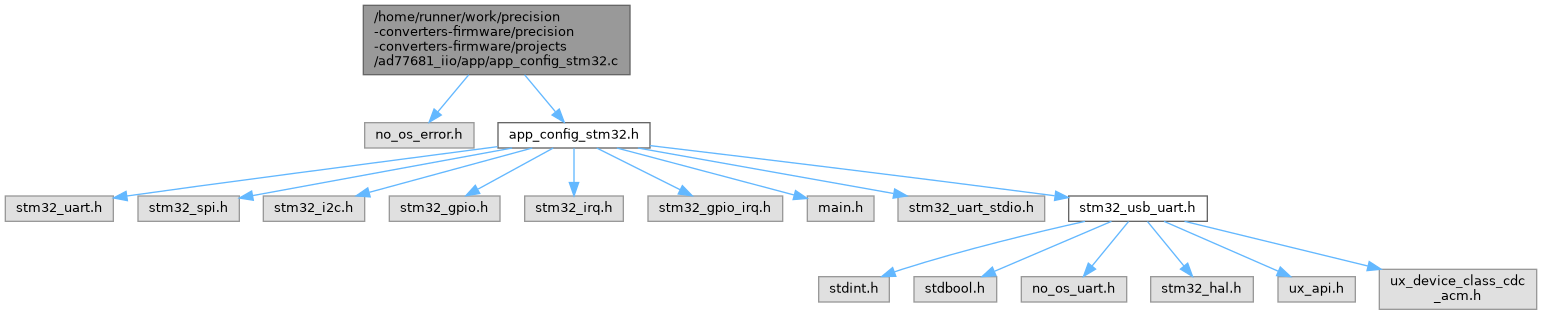 /home/runner/work/precision
-converters-firmware/precision
-converters-firmware/projects
/ad77681_iio/app/app_config_stm32.c
no_os_error.h
app_config_stm32.h
stm32_uart.h
stm32_spi.h
stm32_i2c.h
stm32_gpio.h
stm32_irq.h
stm32_gpio_irq.h
main.h
stm32_uart_stdio.h
stm32_usb_uart.h
stdint.h
stdbool.h
no_os_uart.h
stm32_hal.h
ux_api.h
ux_device_class_cdc
_acm.h